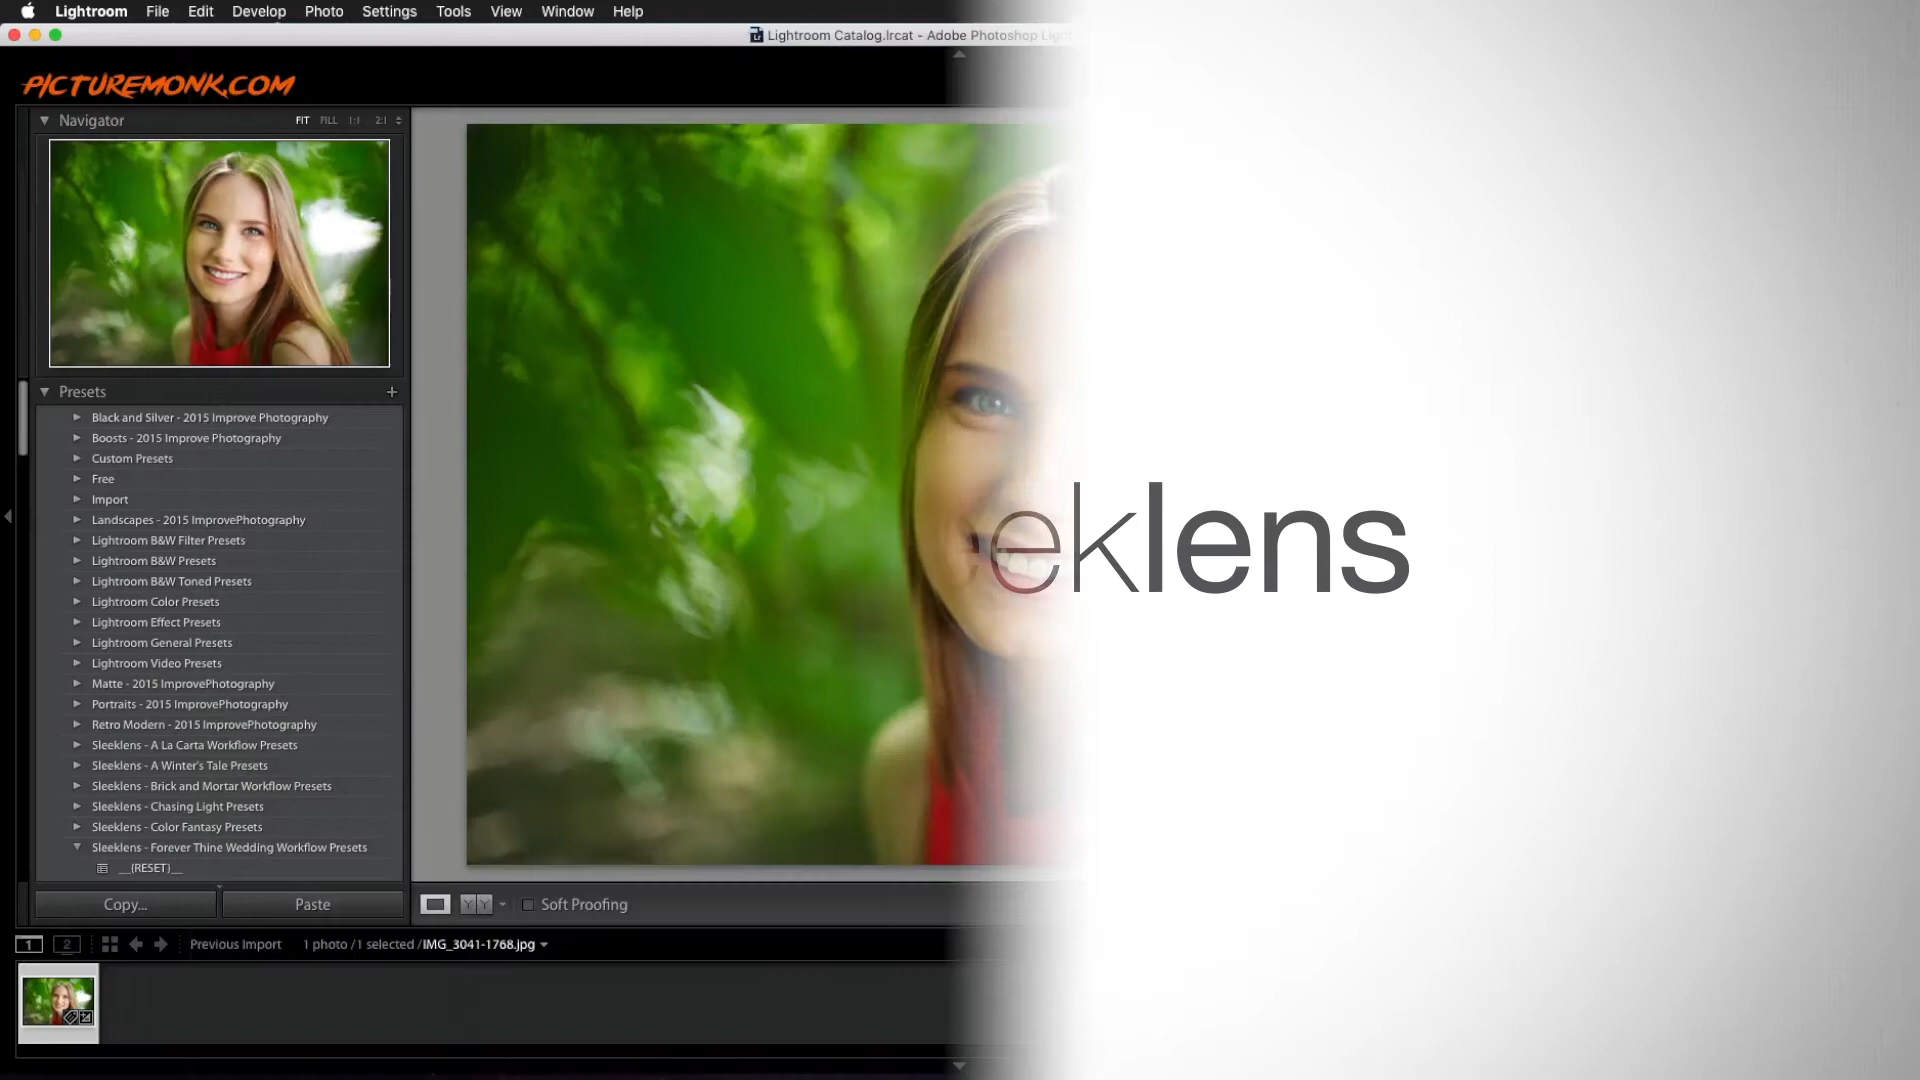 Lightroom File Edit Develop Photo Settings Tools View Window Help
Lightroom Catalog.lrcat - Adobe Photoshop
PICTUREMONK.COM
Navigator FIT FILL 1:1 2:1
Presets +
Black and Silver - 2015 Improve Photography
Boosts - 2015 Improve Photography
Custom Presets
Free
Import
Landscapes - 2015 ImprovePhotography
Lightroom B&W Filter Presets
Lightroom B&W Presets
Lightroom B&W Toned Presets
Lightroom Color Presets
Lightroom Effect Presets
Lightroom General Presets
Lightroom Video Presets
Matte - 2015 ImprovePhotography
Portraits - 2015 ImprovePhotography
Retro Modern - 2015 ImprovePhotography
Sleeklens - A La Carta Workflow Presets
Sleeklens - A Winter's Tale Presets
Sleeklens - Brick and Mortar Workflow Presets
Sleeklens - Chasing Light Presets
Sleeklens - Color Fantasy Presets
Sleeklens - Forever Thine Wedding Workflow Presets
__{RESET}__
eklens
Copy... Paste YY Soft Proofing
1 2 Previous Import 1 photo / 1 selected / IMG_3041-1768.jpg